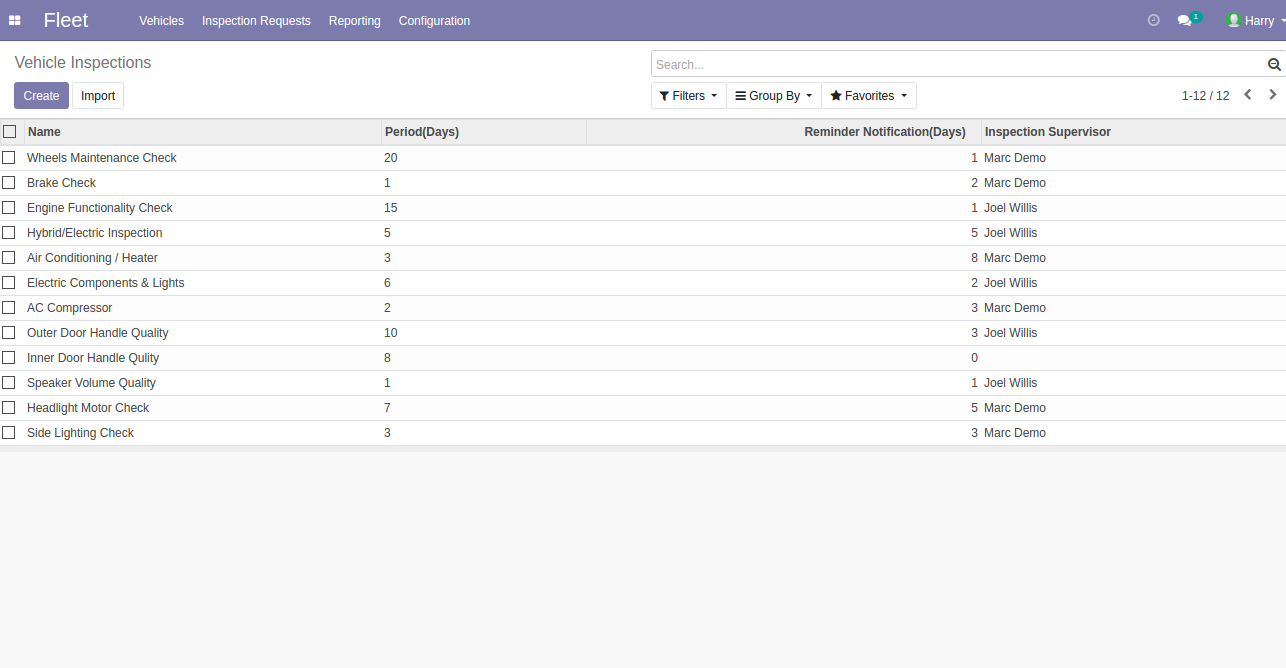 Fleet Vehicles Inspection Requests Reporting Configuration 1 Harry
Vehicle Inspections Search...
Create Import Filters Group By Favorites 1-12 / 12
Name Period(Days) Reminder Notification(Days) Inspection Supervisor
Wheels Maintenance Check 20 1 Marc Demo
Brake Check 1 2 Marc Demo
Engine Functionality Check 15 1 Joel Willis
Hybrid/Electric Inspection 5 5 Joel Willis
Air Conditioning / Heater 3 8 Marc Demo
Electric Components & Lights 6 2 Joel Willis
AC Compressor 2 3 Marc Demo
Outer Door Handle Quality 10 3 Joel Willis
Inner Door Handle Qulity 8 0
Speaker Volume Quality 1 1 Joel Willis
Headlight Motor Check 7 5 Marc Demo
Side Lighting Check 3 3 Marc Demo